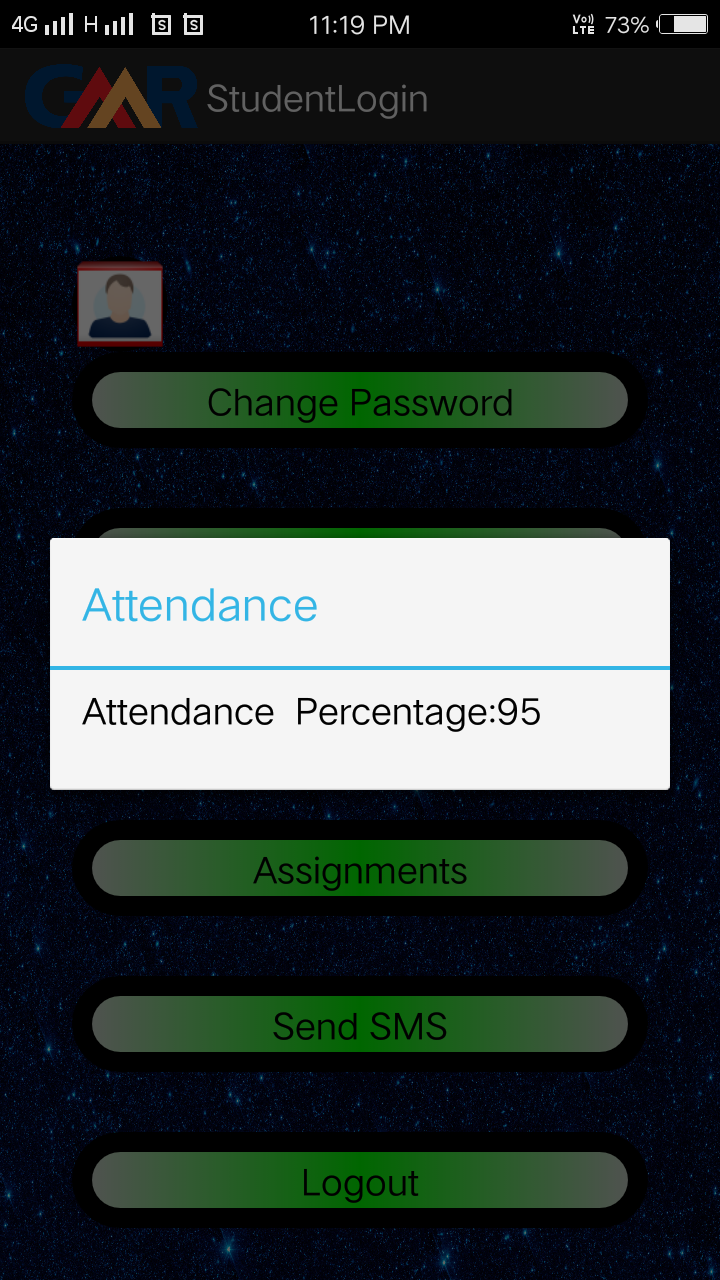 4G H S S 11:19 PM Vo)) LTE 73%
GMR StudentLogin
Change Password
Attendance
Attendance Percentage:95
Assignments
Send SMS
Logout